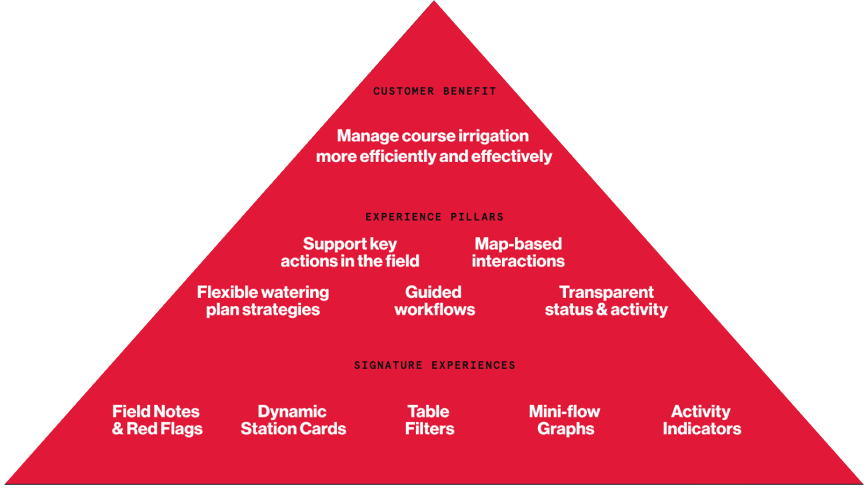 CUSTOMER BENEFIT
Manage course irrigation
more efficiently and effectively
EXPERIENCE PILLARS
Support key
actions in the field
Map-based
interactions
Flexible watering
plan strategies
Guided
workflows
Transparent
status & activity
SIGNATURE EXPERIENCES
Field Notes
& Red Flags
Dynamic
Station Cards
Table
Filters
Mini-flow
Graphs
Activity
Indicators